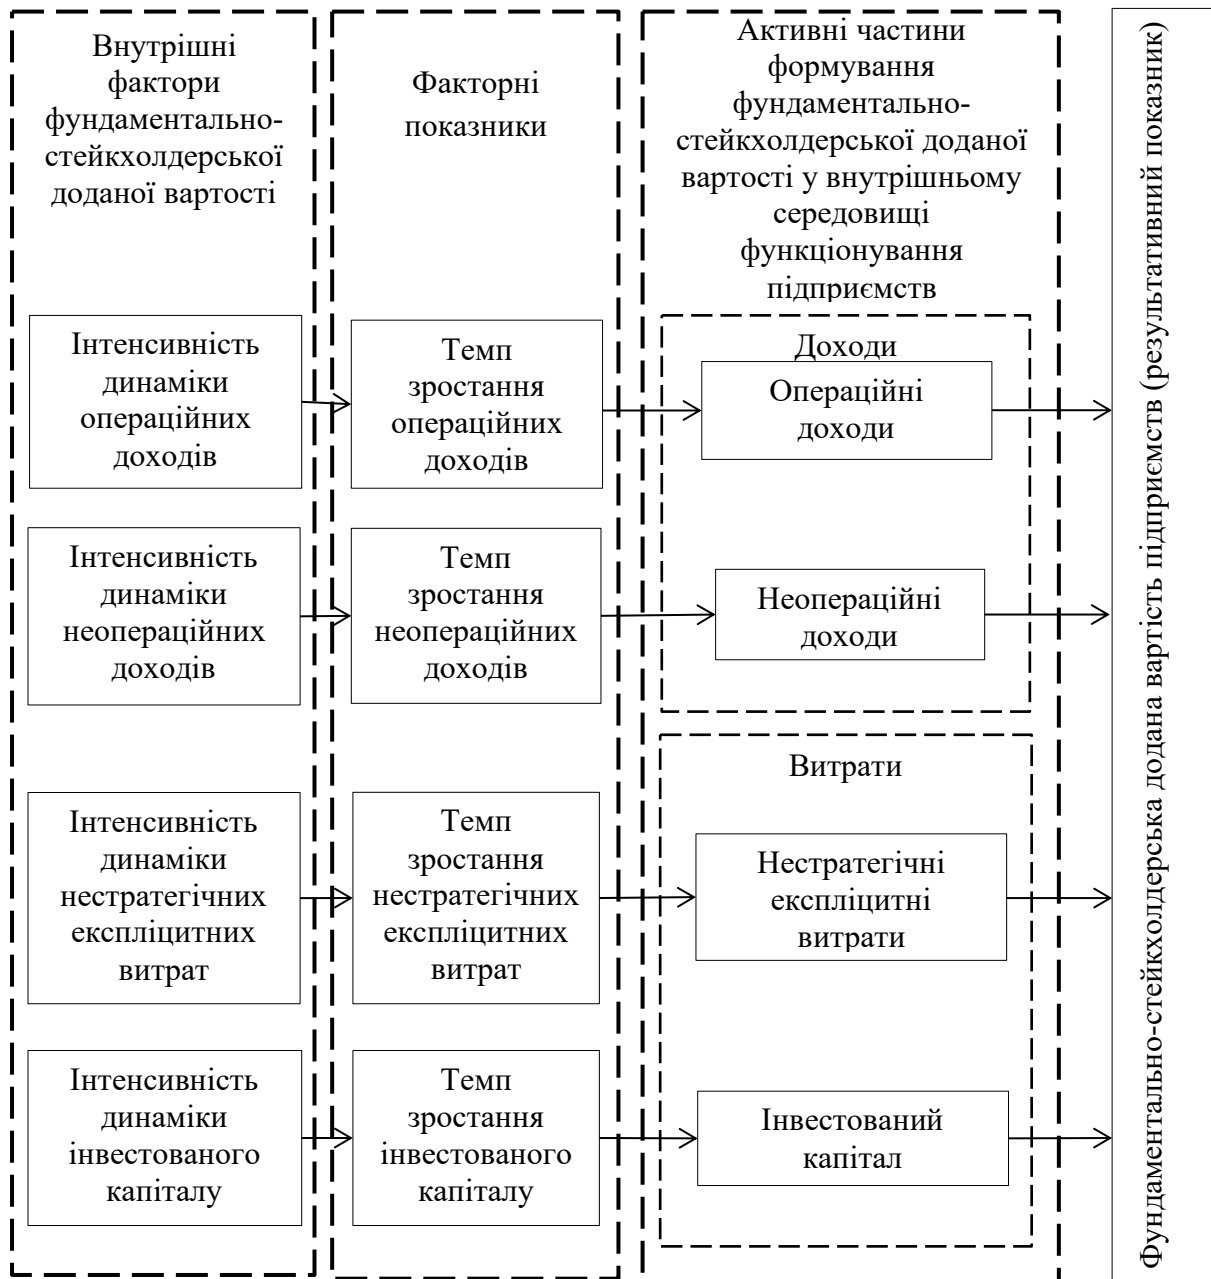 Внутрішні
фактори
фундаментально-
стейкхолдерської
доданої вартості
Факторні
показники
Активні частини
формування
фундаментально-
стейкхолдерської доданої
вартості у внутрішньому
середовищі
функціонування
підприємств
Інтенсивність
динаміки
операційних
доходів
Темп
зростання
операційних
доходів
Доходи
Операційні
доходи
Інтенсивність
динаміки
неопераційних
доходів
Темп
зростання
неопераційних
доходів
Неопераційні
доходи
Витрати
Інтенсивність
динаміки
нестратегічних
експліцитних
витрат
Темп
зростання
нестратегічних
експліцитних
витрат
Нестратегічні
експліцитні
витрати
Інтенсивність
динаміки
інвестованого
капіталу
Темп
зростання
інвестованого
капіталу
Інвестований
капітал
Фундаментально-стейкхолдерська додана вартість підприємств (результативний показник)